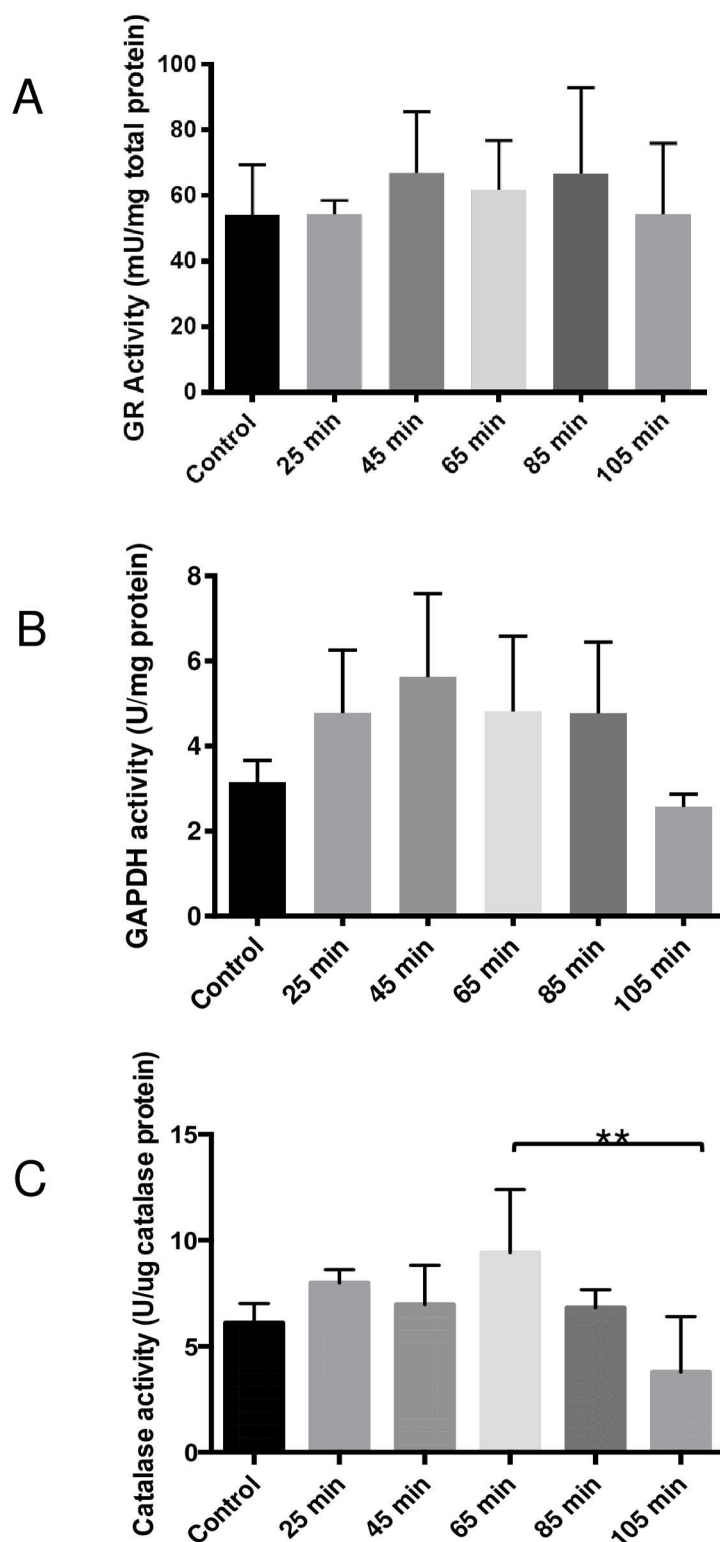 A
GR Activity (mU/mg total protein)
100
80
60
40
20
0
Control
25 min
45 min
65 min
85 min
105 min
B
GAPDH activity (U/mg protein)
8
6
4
2
0
Control
25 min
45 min
65 min
85 min
105 min
C
Catalase activity (U/ug catalase protein)
15
10
5
0
**
Control
25 min
45 min
65 min
85 min
105 min